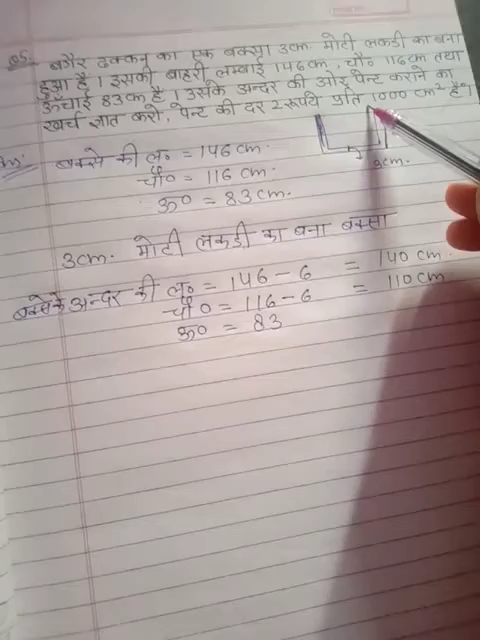 Q5. बगैर ढक्कन का एक बक्सा 3cm मोटी लकडी का बना
हुआ है। इसकी बाहरी लम्बाई 146cm, चौ० 116cm तथा
ऊँचाई 83cm है। उसके अन्दर की ओर पेन्ट कराने का
खर्च ज्ञात करो, पेन्ट की दर 2 रूपये प्रति 1000 cm² है।
Ans: बक्से की ल० = 146 cm.
चौ० = 116 cm
ऊ० = 83 cm.
3cm.
3cm. मोटी लकडी का बना बक्सा
बक्सेके अन्दर की ल० = 146 - 6 = 140 cm.
चौ० = 116 - 6 = 110 cm.
ऊ० = 83